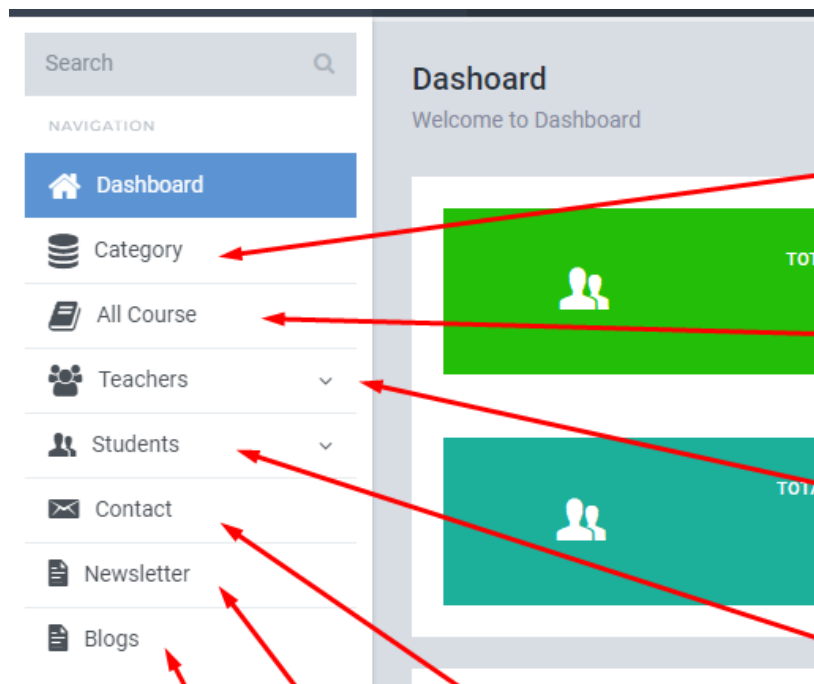 Search
NAVIGATION
Dashboard
Category
All Course
Teachers
Students
Contact
Newsletter
Blogs
Dashoard
Welcome to Dashboard